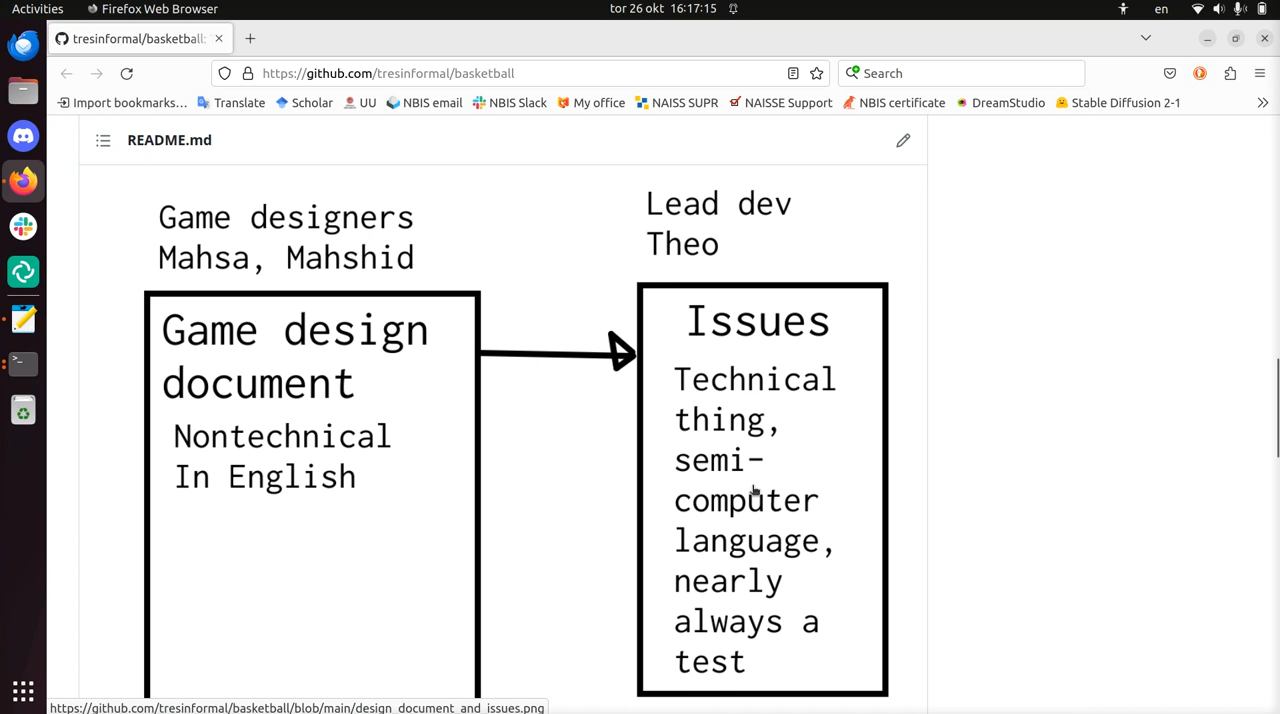 Activities
Firefox Web Browser
tor 26 okt 16:17:15
en
tresinformal/basketball:
https://github.com/tresinformal/basketball
Search
Import bookmarks…
Translate
Scholar
UU
NBIS email
NBIS Slack
My office
NAISS SUPR
NAISSE Support
NBIS certificate
DreamStudio
Stable Diffusion 2-1
README.md
Game designers
Mahsa, Mahshid
Game design
document
Nontechnical
In English
Lead dev
Theo
Issues
Technical
thing,
semi-
computer
language,
nearly
always a
test
https://github.com/tresinformal/basketball/blob/main/design_document_and_issues.png